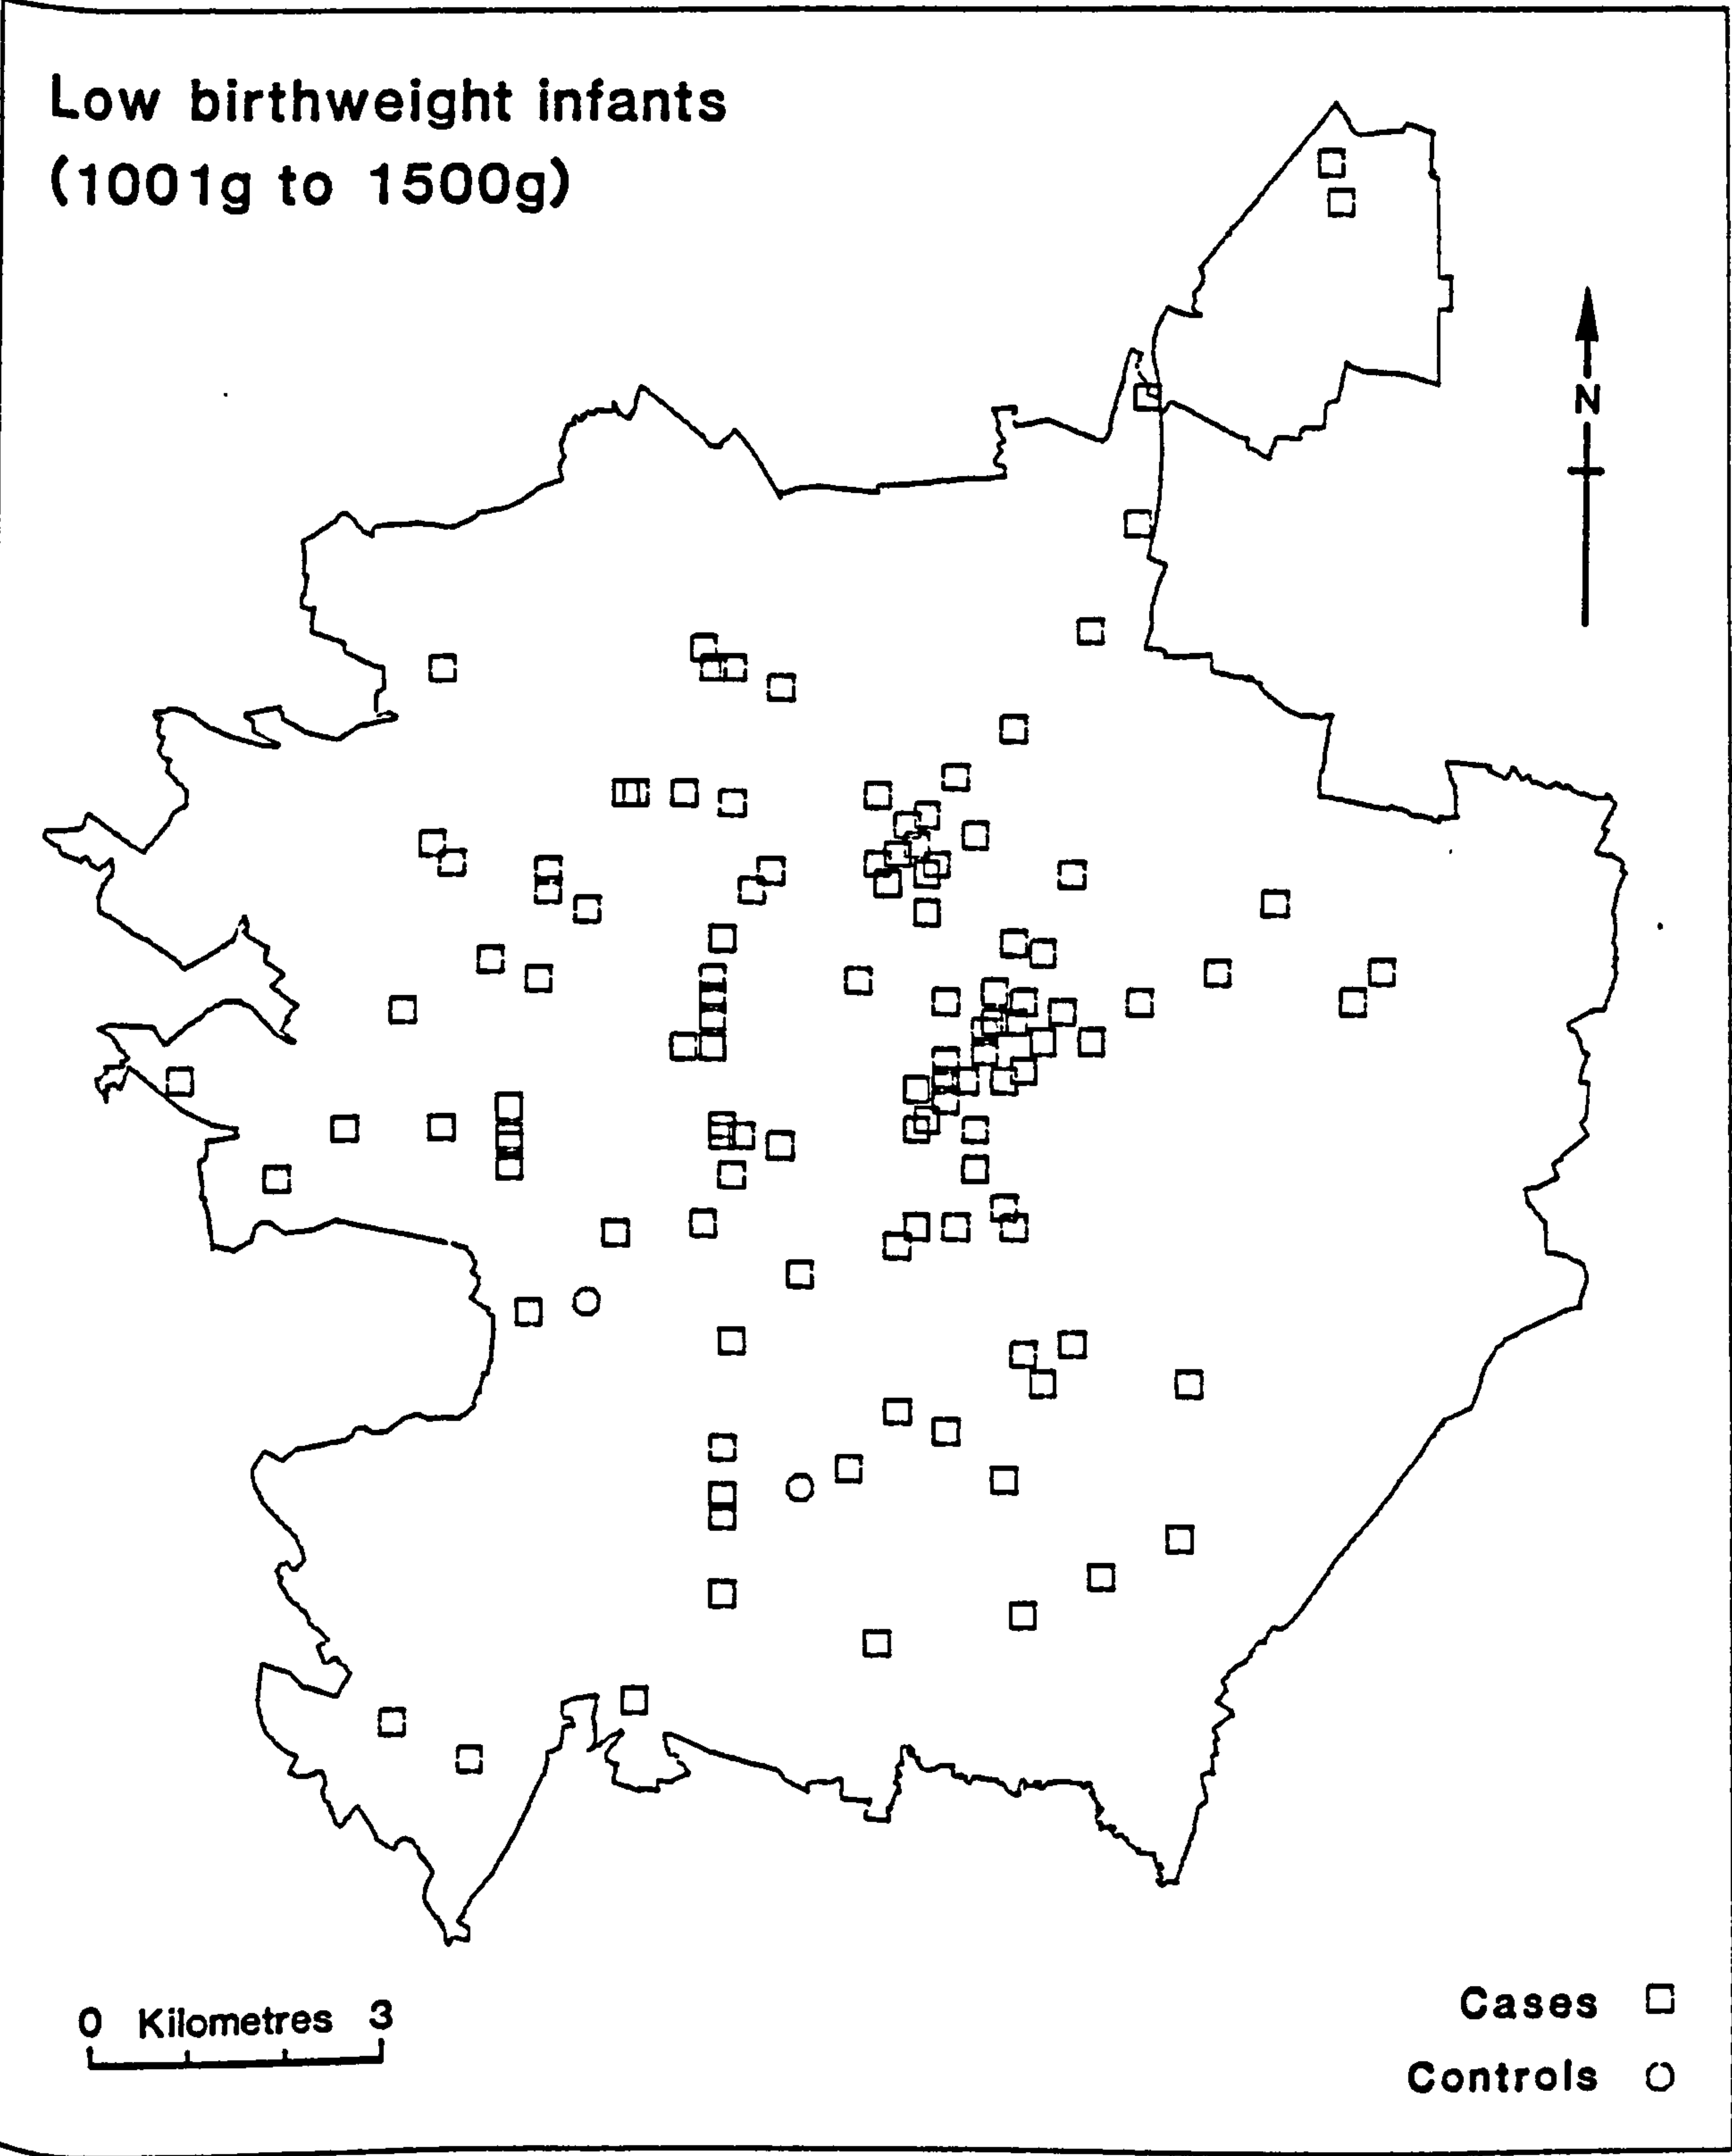 Low birthweight infants
(1001g to 1500g)
N
0 Kilometres 3
Cases
Controls